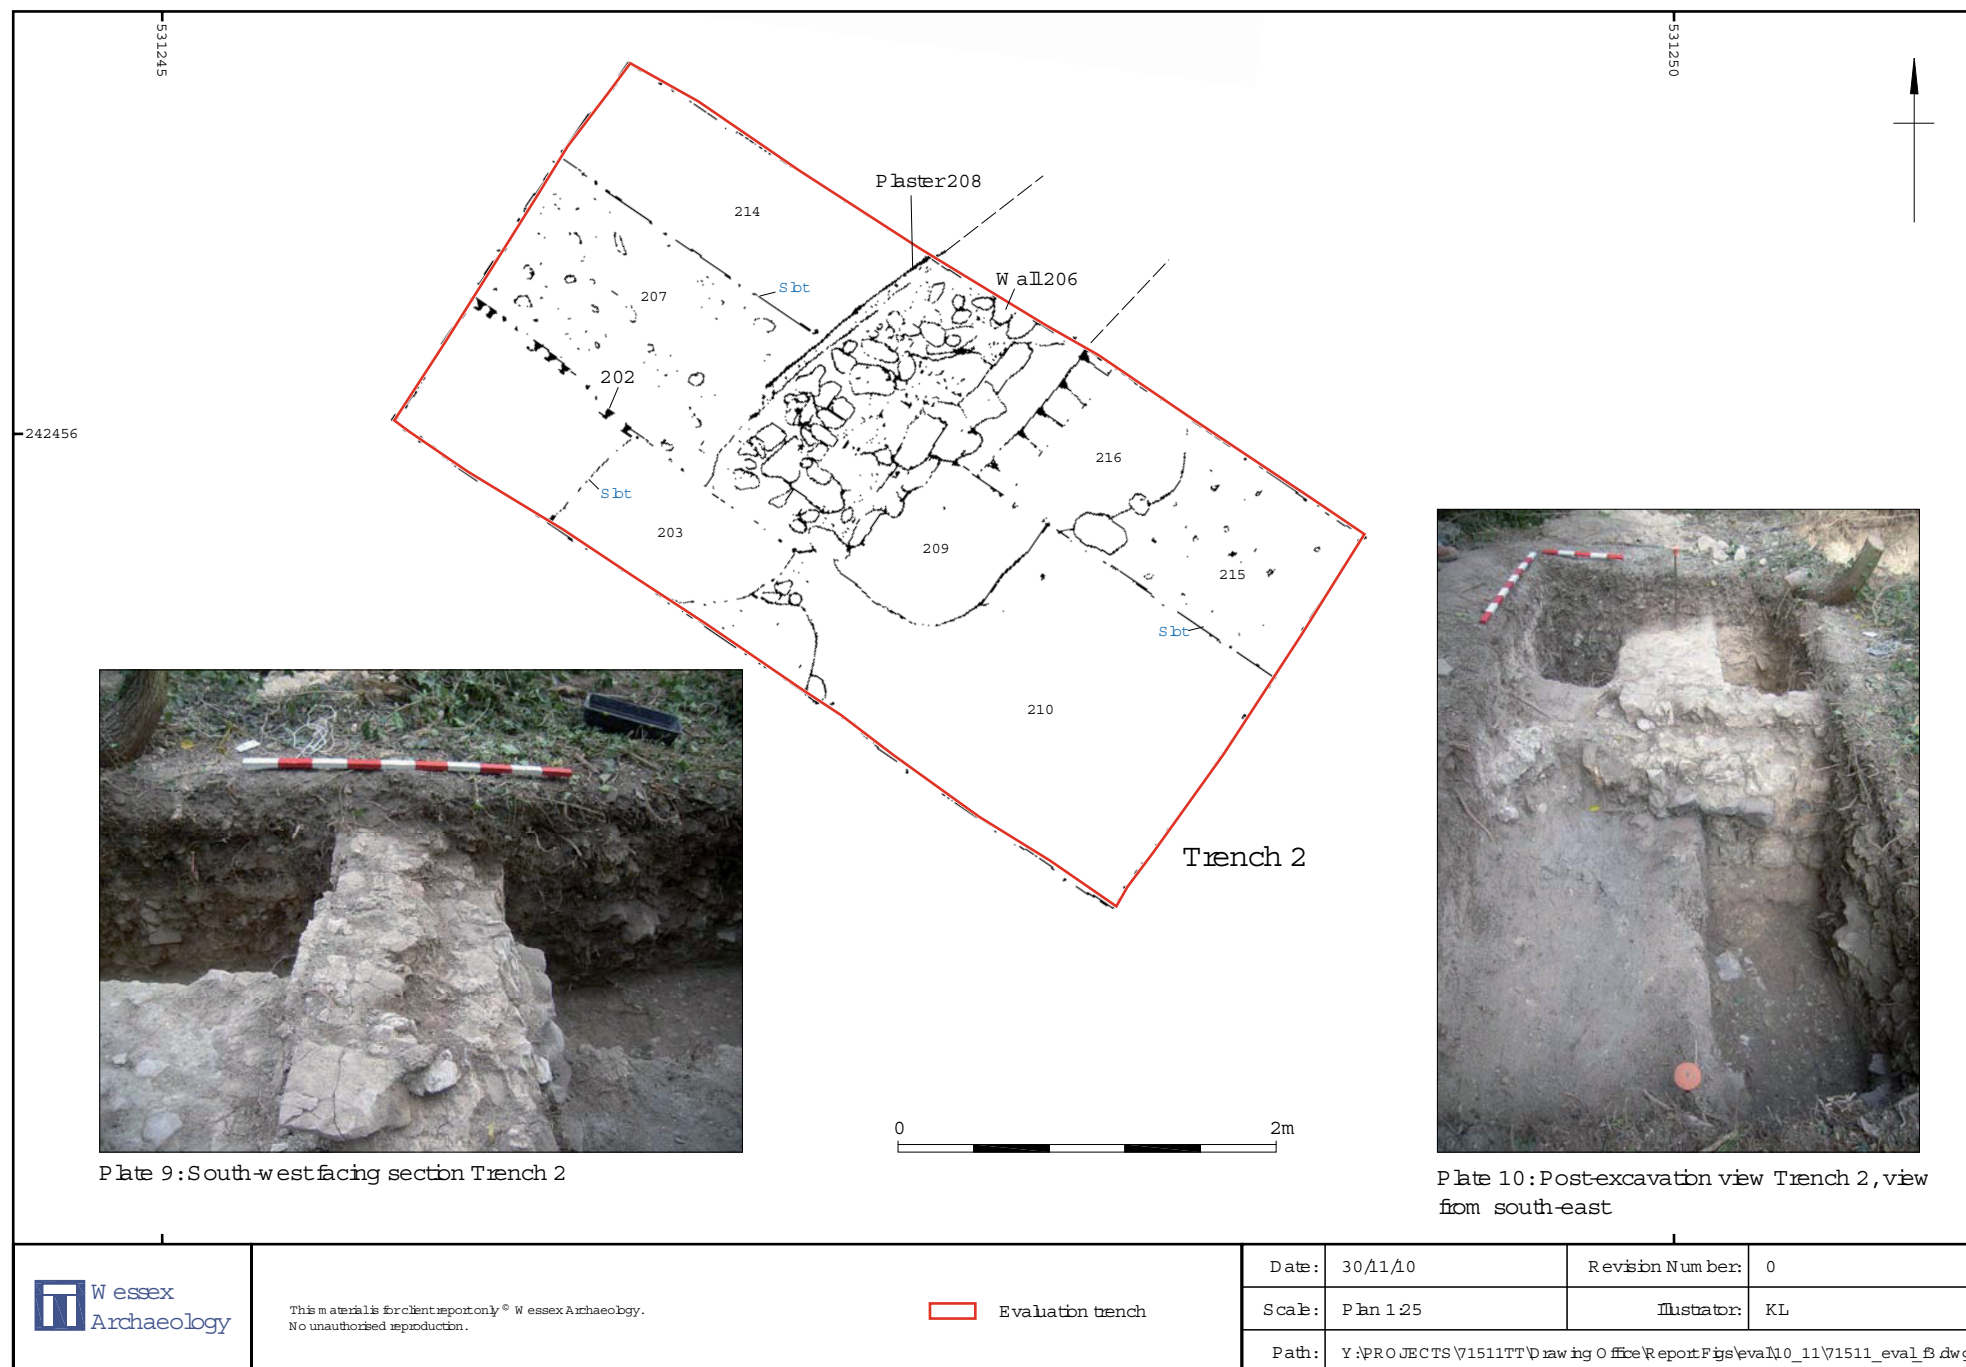 531245
531250
242456
Plaster 208
214
Wall 206
Slot
207
202
Slot
203
216
209
215
Slot
210
Trench 2
0 2m
Plate 9: South-west facing section Trench 2
Plate 10: Post-excavation view Trench 2, view
from south-east
Wessex
Archaeology
This material is for client report only © Wessex Archaeology.
No unauthorised reproduction.
Evaluation trench
Date: 30/11/10 Revision Number: 0
Scale: Plan 1:25 Illustrator: KL
Path: Y:\PROJECTS\71511TT\Drawing Office\Report Figs\eval\10_11\71511_eval_f3.dwg